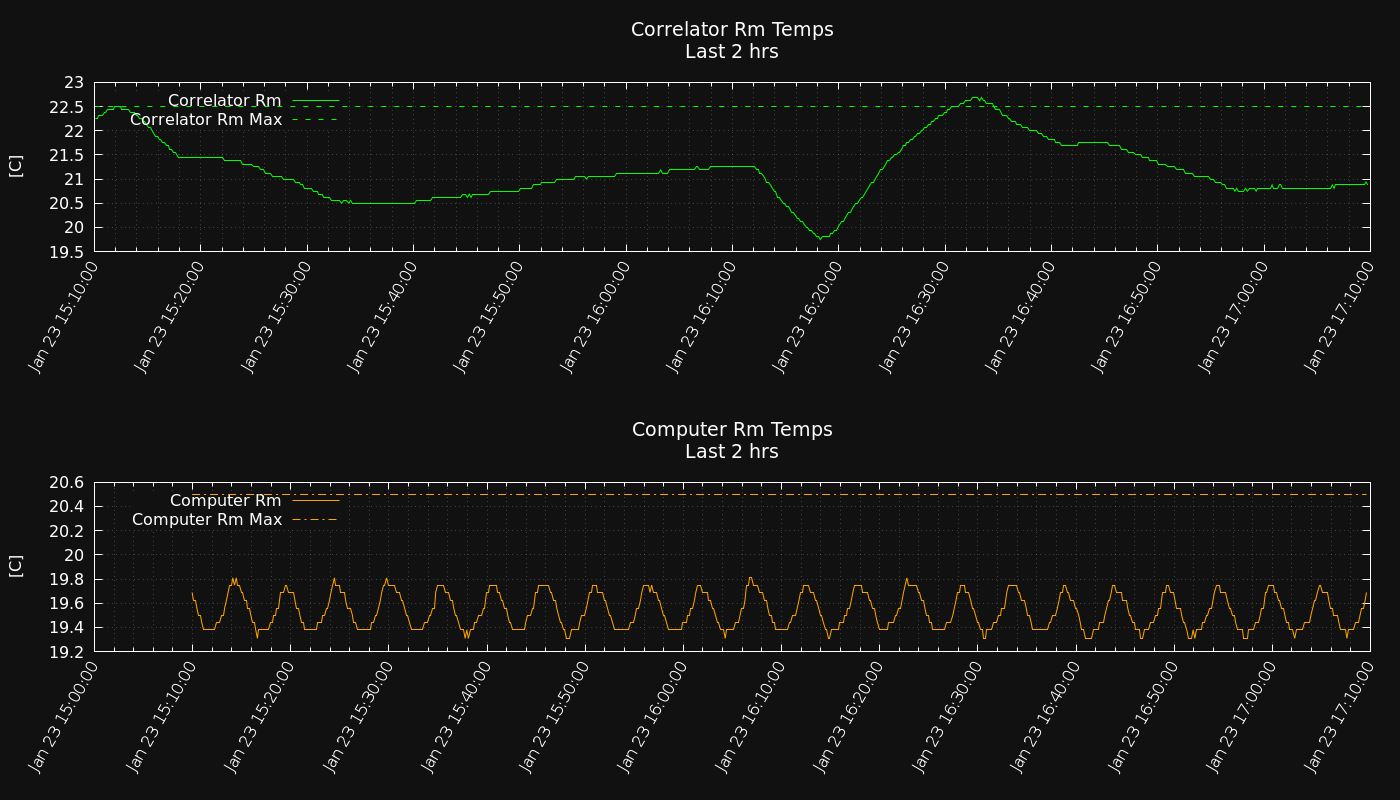 Correlator Rm Temps
Last 2 hrs
[C]
23
22.5
22
21.5
21
20.5
20
19.5
Correlator Rm
Correlator Rm Max
Jan 23 15:10:00
Jan 23 15:20:00
Jan 23 15:30:00
Jan 23 15:40:00
Jan 23 15:50:00
Jan 23 16:00:00
Jan 23 16:10:00
Jan 23 16:20:00
Jan 23 16:30:00
Jan 23 16:40:00
Jan 23 16:50:00
Jan 23 17:00:00
Jan 23 17:10:00
Computer Rm Temps
Last 2 hrs
[C]
20.6
20.4
20.2
20
19.8
19.6
19.4
19.2
Computer Rm
Computer Rm Max
Jan 23 15:00:00
Jan 23 15:10:00
Jan 23 15:20:00
Jan 23 15:30:00
Jan 23 15:40:00
Jan 23 15:50:00
Jan 23 16:00:00
Jan 23 16:10:00
Jan 23 16:20:00
Jan 23 16:30:00
Jan 23 16:40:00
Jan 23 16:50:00
Jan 23 17:00:00
Jan 23 17:10:00